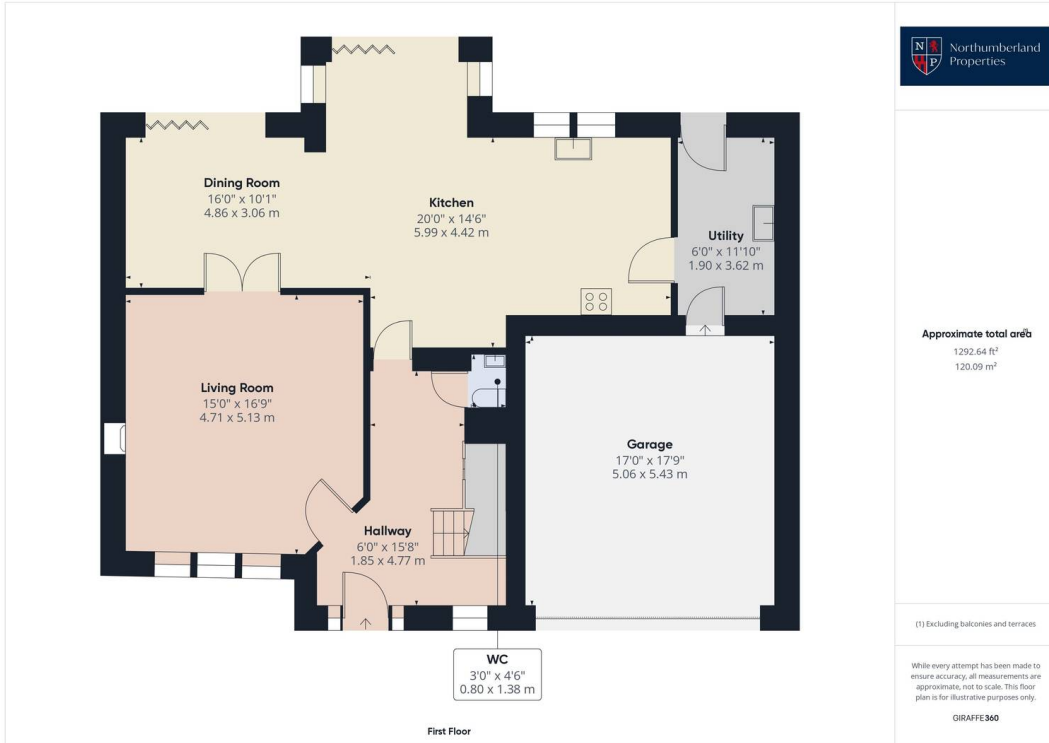 Dining Room
16'0" x 10'1"
4.86 x 3.06 m
Kitchen
20'0" x 14'6"
5.99 x 4.42 m
Utility
6'0" x 11'10"
1.90 x 3.62 m
Living Room
15'0" x 16'9"
4.71 x 5.13 m
Garage
17'0" x 17'9"
5.06 x 5.43 m
Hallway
6'0" x 15'8"
1.85 x 4.77 m
WC
3'0" x 4'6"
0.80 x 1.38 m
First Floor
N P
Northumberland
Properties
Approximate total area⁽¹⁾
1292.64 ft²
120.09 m²
(1) Excluding balconies and terraces
While every attempt has been made to
ensure accuracy, all measurements are
approximate, not to scale. This floor
plan is for illustrative purposes only.
GIRAFFE360